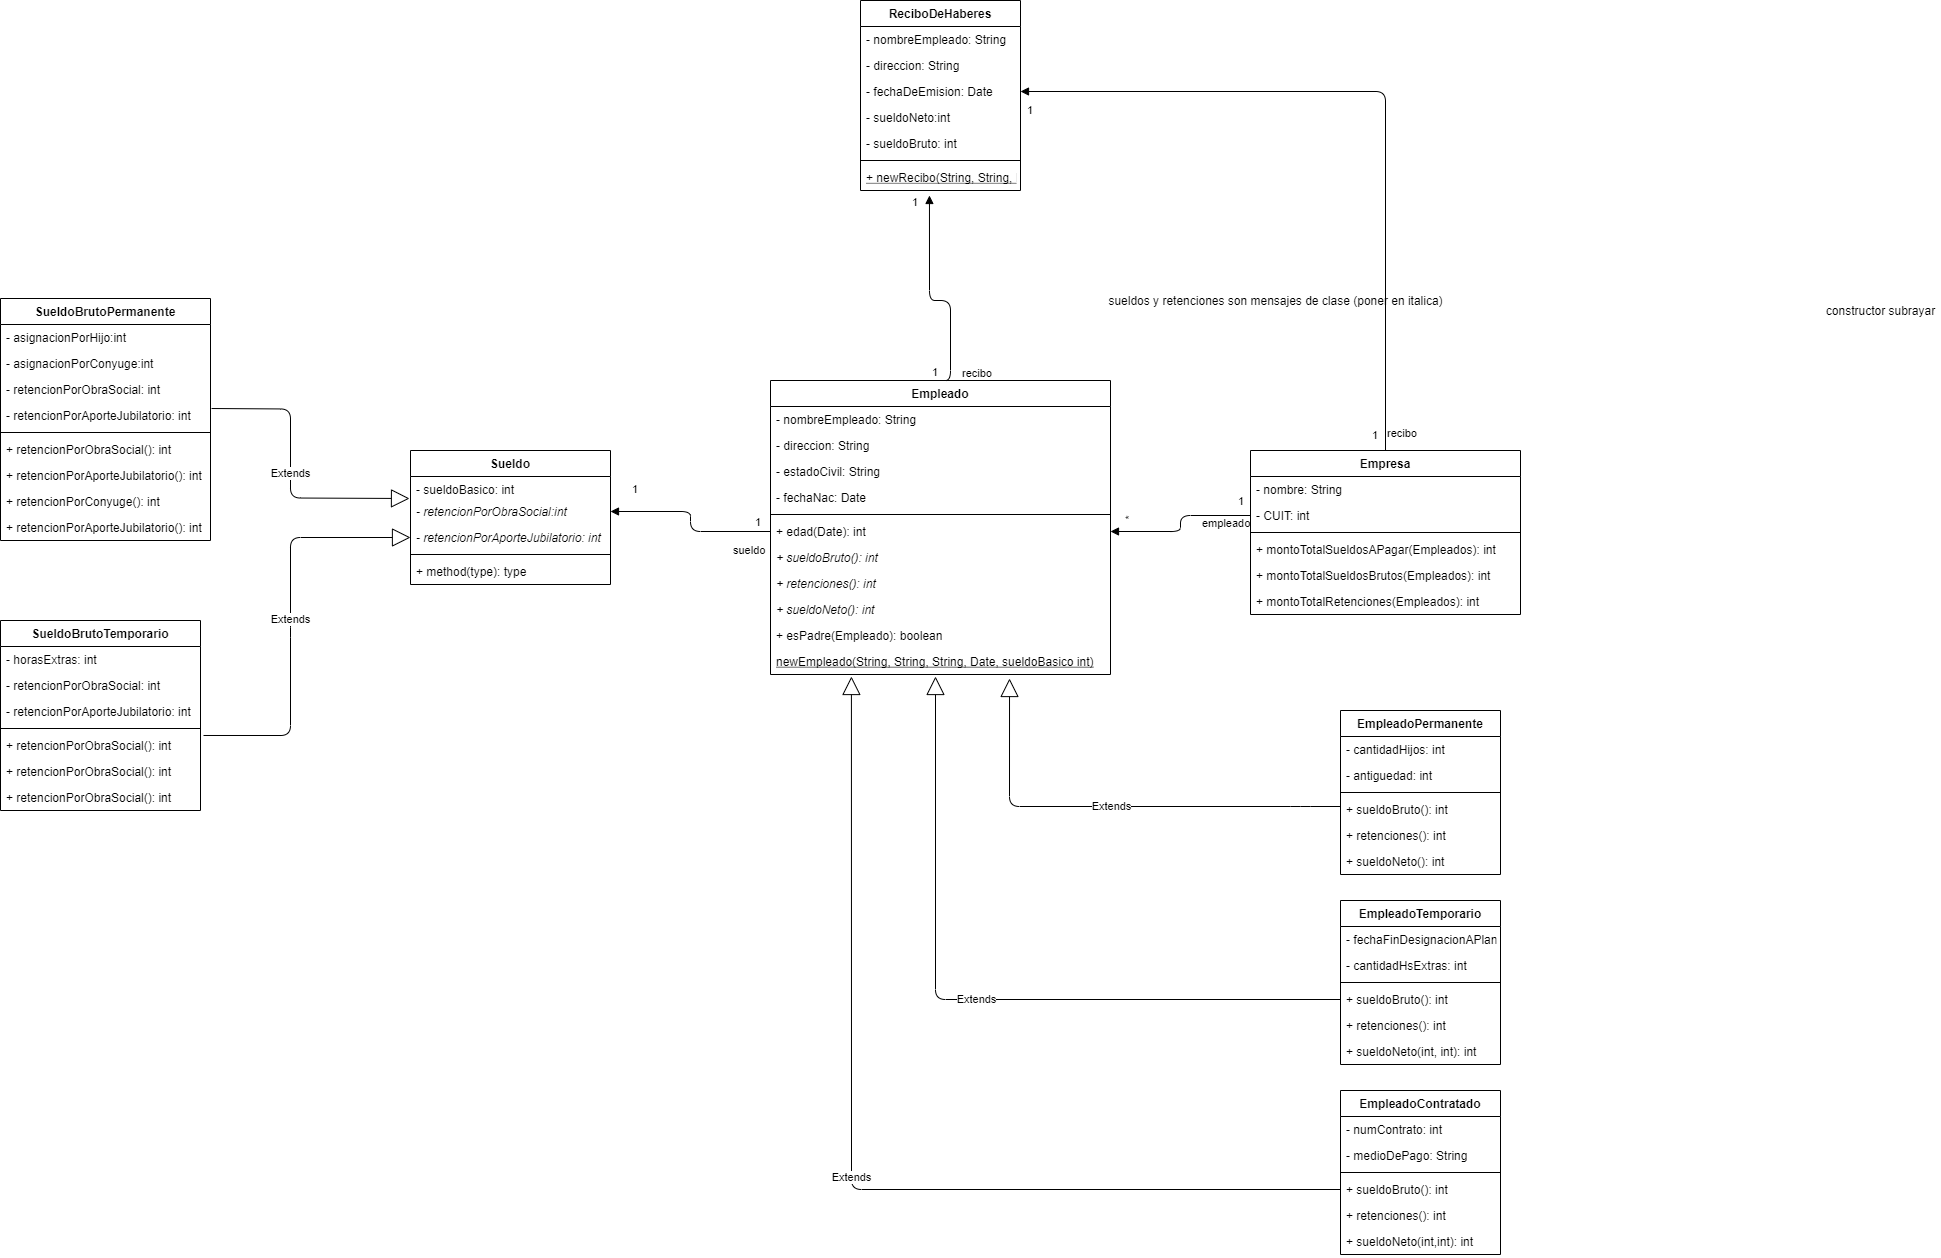 ReciboDeHaberes
- nombreEmpleado: String
- direccion: String
- fechaDeEmision: Date
- sueldoNeto:int
- sueldoBruto: int
+ newRecibo(String, String,
1
1
sueldos y retenciones son mensajes de clase (poner en italica)
constructor subrayar
SueldoBrutoPermanente
- asignacionPorHijo:int
- asignacionPorConyuge:int
- retencionPorObraSocial: int
- retencionPorAporteJubilatorio: int
+ retencionPorObraSocial(): int
+ retencionPorAporteJubilatorio(): int
+ retencionPorConyuge(): int
+ retencionPorAporteJubilatorio(): int
Extends
Sueldo
- sueldoBasico: int
- retencionPorObraSocial:int
- retencionPorAporteJubilatorio: int
+ method(type): type
Extends
SueldoBrutoTemporario
- horasExtras: int
- retencionPorObraSocial: int
- retencionPorAporteJubilatorio: int
+ retencionPorObraSocial(): int
+ retencionPorObraSocial(): int
+ retencionPorObraSocial(): int
1
1
sueldo
1 recibo
Empleado
- nombreEmpleado: String
- direccion: String
- estadoCivil: String
- fechaNac: Date
+ edad(Date): int
+ sueldoBruto(): int
+ retenciones(): int
+ sueldoNeto(): int
+ esPadre(Empleado): boolean
newEmpleado(String, String, String, Date, sueldoBasico int)
*
1
empleado
1 recibo
Empresa
- nombre: String
- CUIT: int
+ montoTotalSueldosAPagar(Empleados): int
+ montoTotalSueldosBrutos(Empleados): int
+ montoTotalRetenciones(Empleados): int
Extends
EmpleadoPermanente
- cantidadHijos: int
- antiguedad: int
+ sueldoBruto(): int
+ retenciones(): int
+ sueldoNeto(): int
Extends
EmpleadoTemporario
- fechaFinDesignacionAPlan
- cantidadHsExtras: int
+ sueldoBruto(): int
+ retenciones(): int
+ sueldoNeto(int, int): int
Extends
EmpleadoContratado
- numContrato: int
- medioDePago: String
+ sueldoBruto(): int
+ retenciones(): int
+ sueldoNeto(int,int): int